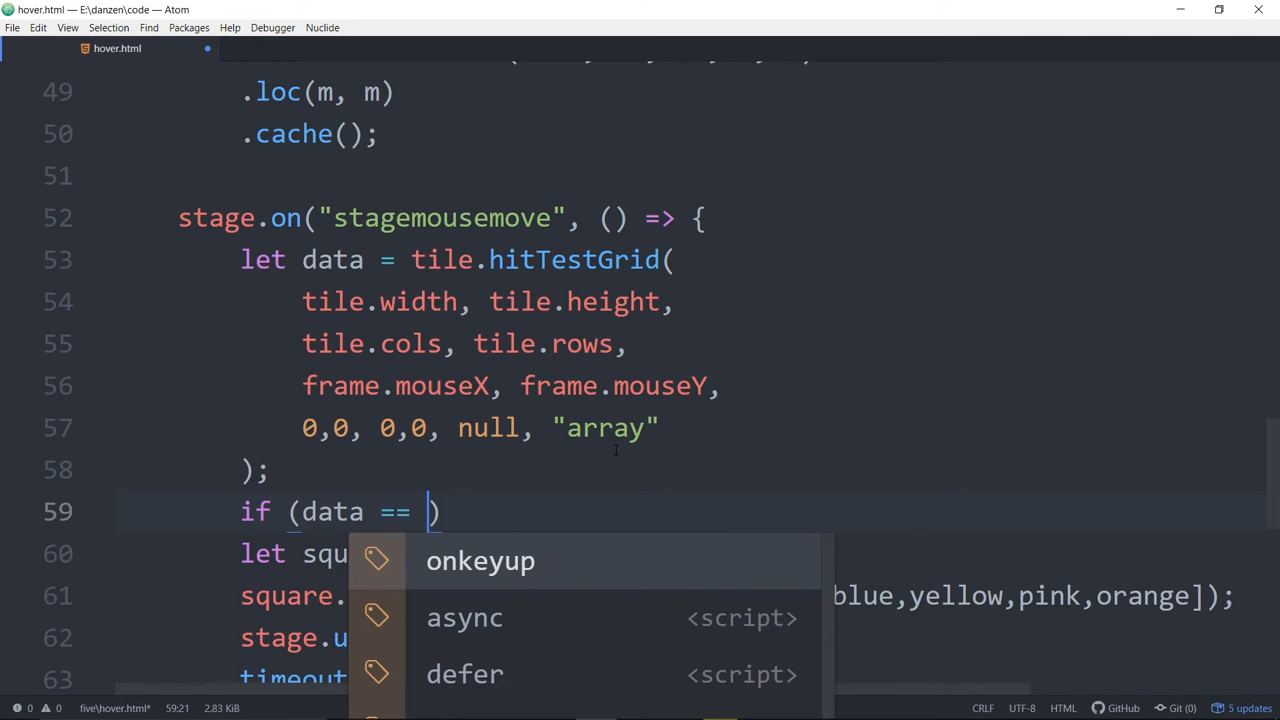 hover.html — E:\danzen\code — Atom
File Edit View Selection Find Packages Help Debugger Nuclide
hover.html
49 .loc(m, m)
50 .cache();
51
52 stage.on("stagemousemove", () => {
53 let data = tile.hitTestGrid(
54 tile.width, tile.height,
55 tile.cols, tile.rows,
56 frame.mouseX, frame.mouseY,
57 0,0, 0,0, null, "array"
58 );
59 if (data == )
60 let squ
onkeyup
61 square. blue,yellow,pink,orange]);
async <script>
62 stage.u
defer <script>
63 timeout
0 0 five\hover.html* 59:21 2.83 KiB CRLF UTF-8 HTML GitHub Git (0) 5 updates